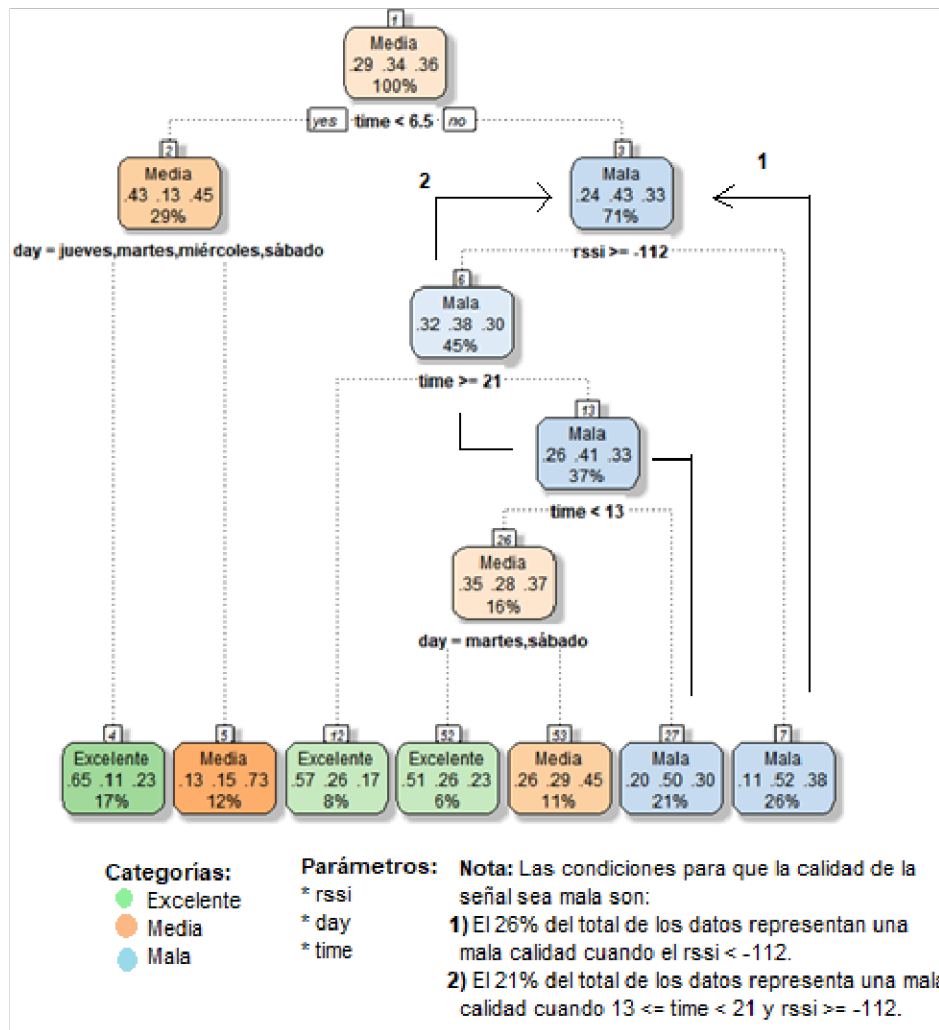 1
Media
.29 .34 .36
100%
yes time < 6.5 no
2
Media
.43 .13 .45
29%
day = jueves,martes,miércoles,sábado
3
Mala
.24 .43 .33
71%
rssi >= -112
2
1
6
Mala
.32 .38 .30
45%
time >= 21
13
Mala
.26 .41 .33
37%
time < 13
26
Media
.35 .28 .37
16%
day = martes,sábado
4
Excelente
.65 .11 .23
17%
5
Media
.13 .15 .73
12%
12
Excelente
.57 .26 .17
8%
52
Excelente
.51 .26 .23
6%
53
Media
.26 .29 .45
11%
27
Mala
.20 .50 .30
21%
7
Mala
.11 .52 .38
26%
Categorías:
Excelente
Media
Mala
Parámetros:
* rssi
* day
* time
Nota: Las condiciones para que la calidad de la
señal sea mala son:
1) El 26% del total de los datos representan una
mala calidad cuando el rssi < -112.
2) El 21% del total de los datos representa una mala
calidad cuando 13 <= time < 21 y rssi >= -112.